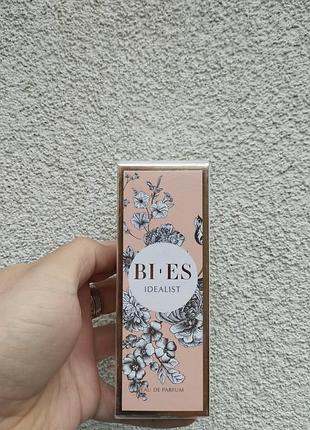 BI·ES
IDEALIST
EAU DE PARFUM